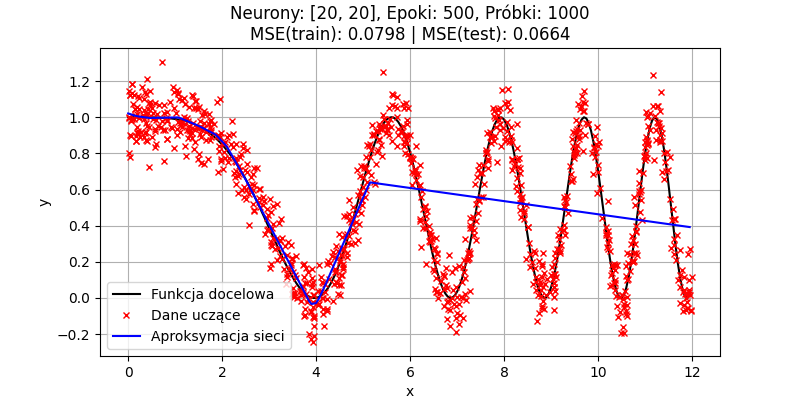 Neurony: [20, 20], Epoki: 500, Próbki: 1000
MSE(train): 0.0798 | MSE(test): 0.0664
1.2
1.0
0.8
0.6
0.4
0.2
0.0
−0.2
y
Funkcja docelowa
Dane uczące
Aproksymacja sieci
0 2 4 6 8 10 12
x